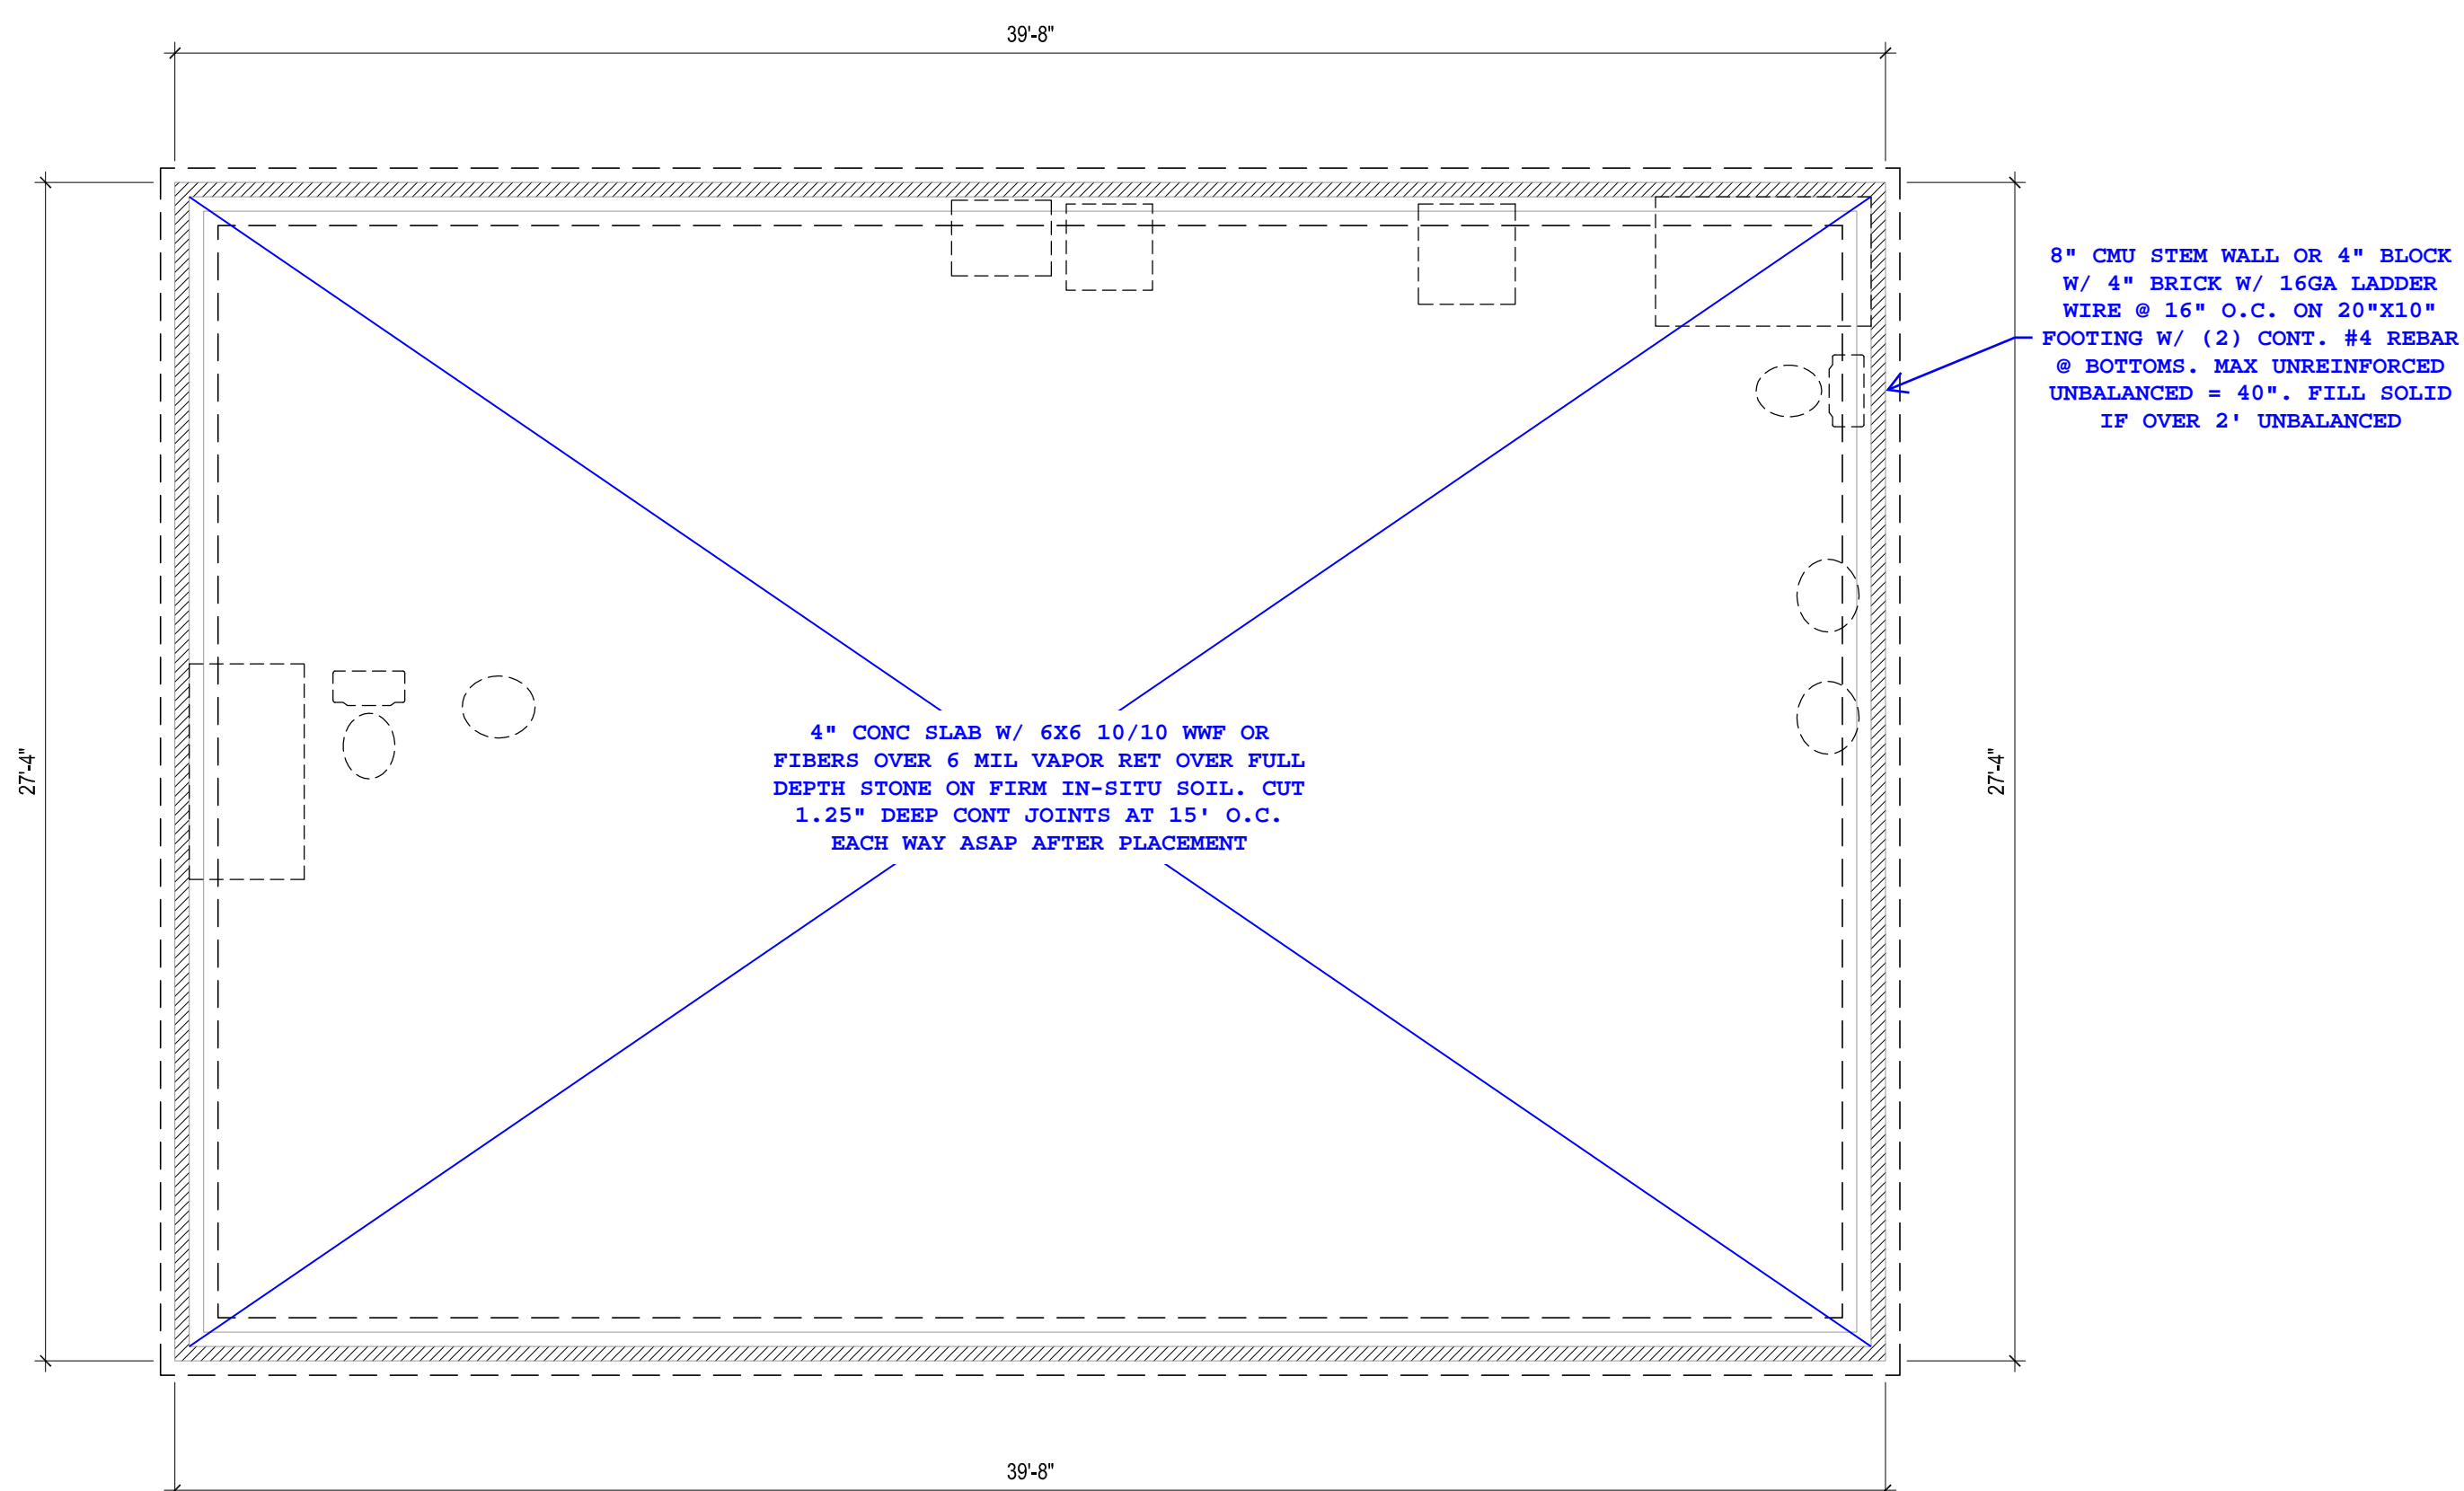 39'-8"
8" CMU STEM WALL OR 4" BLOCK
W/ 4" BRICK W/ 16GA LADDER
WIRE @ 16" O.C. ON 20"X10"
FOOTING W/ (2) CONT. #4 REBAR
@ BOTTOMS. MAX UNREINFORCED
UNBALANCED = 40". FILL SOLID
IF OVER 2' UNBALANCED
27'-4"
4" CONC SLAB W/ 6X6 10/10 WWF OR
FIBERS OVER 6 MIL VAPOR RET OVER FULL
DEPTH STONE ON FIRM IN-SITU SOIL. CUT
1.25" DEEP CONT JOINTS AT 15' O.C.
EACH WAY ASAP AFTER PLACEMENT
27'-4"
39'-8"